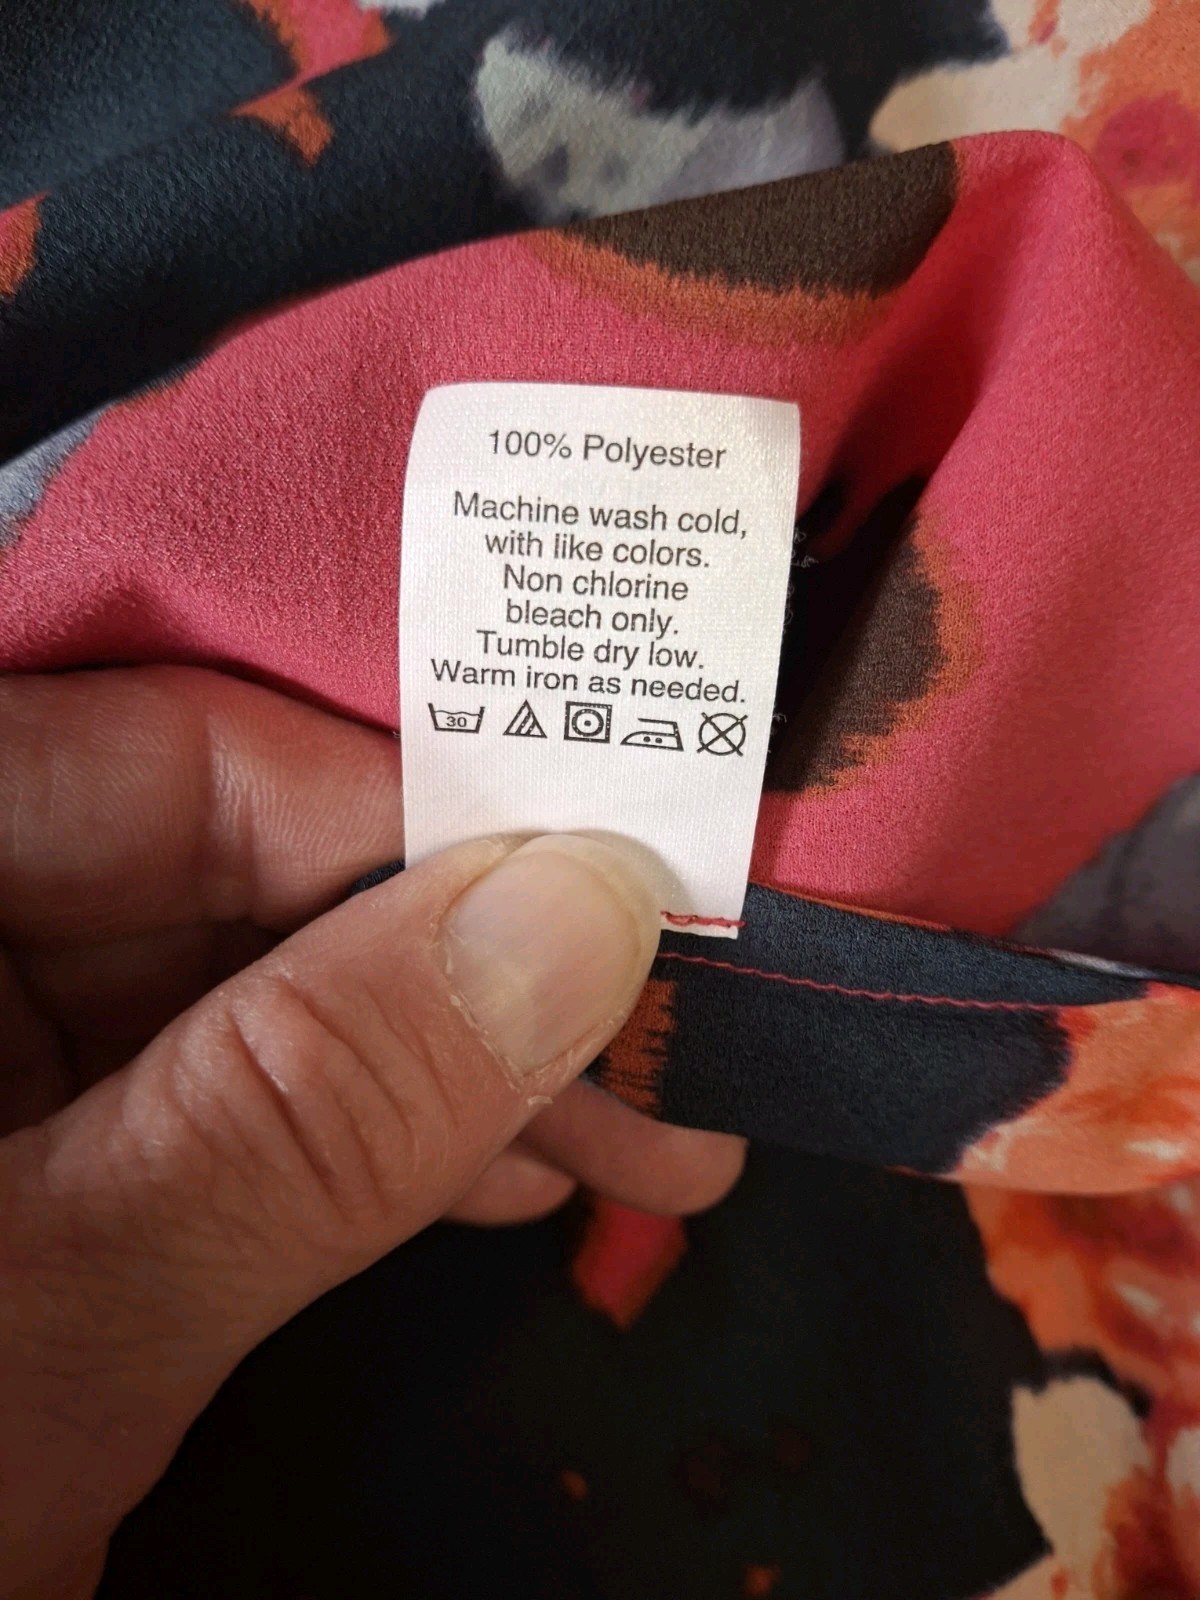 100% Polyester
Machine wash cold,
with like colors.
Non chlorine
bleach only.
Tumble dry low.
Warm iron as needed.
30